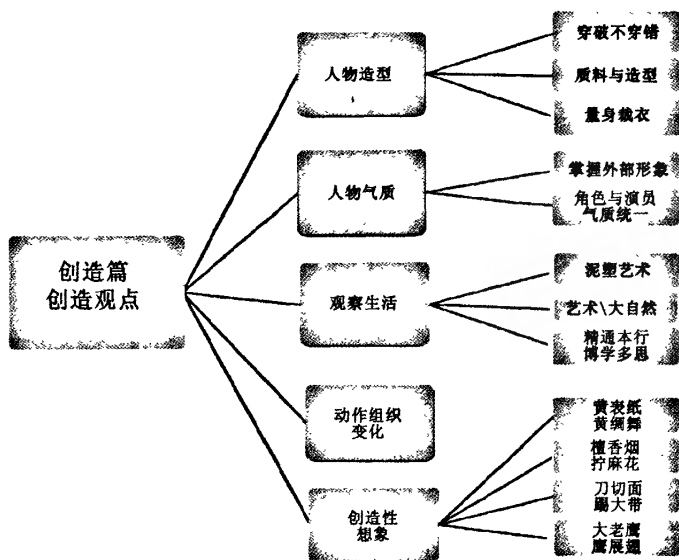 创造篇
创造观点
人物造型
穿破不穿错
质料与造型
量身裁衣
人物气质
掌握外部形象
角色与演员
气质统一
观察生活
泥塑艺术
艺术\大自然
精通本行
博学多思
动作组织
变化
创造性
想象
黄表纸
黄绸舞
檀香烟
拧麻花
刀切面
踢大带
大老鹰
鹰展翅